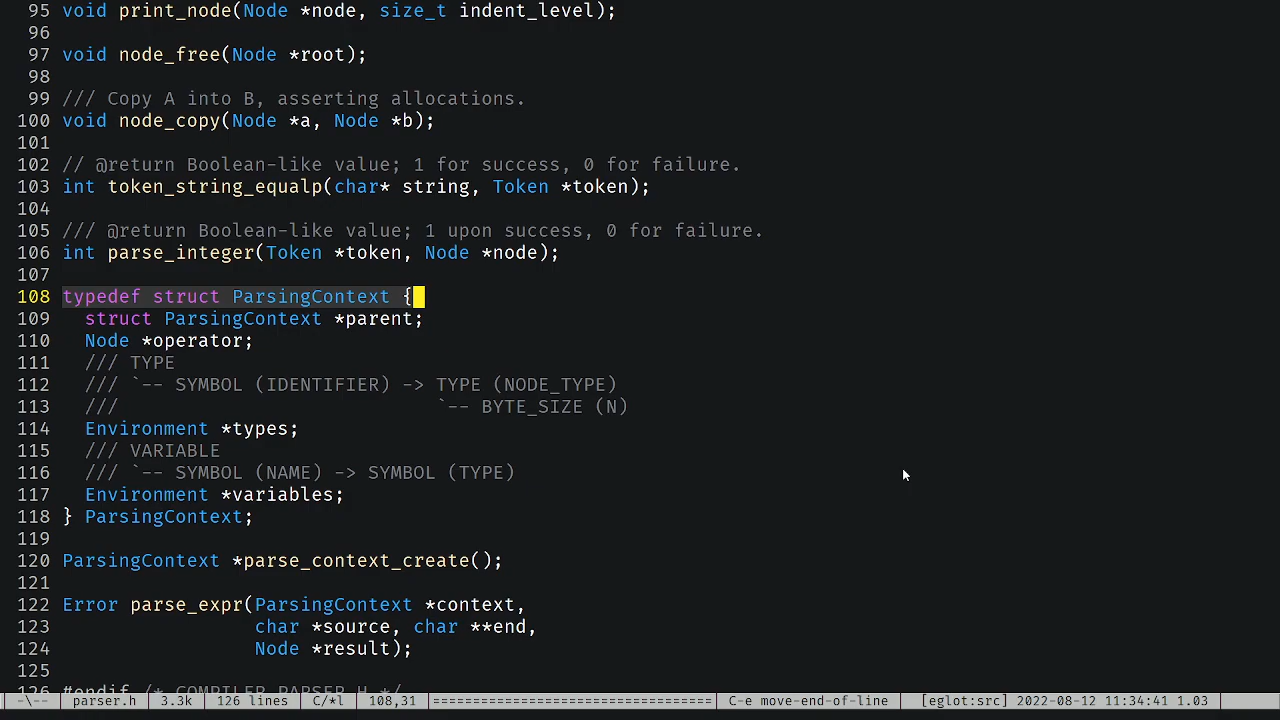 95 void print_node(Node *node, size_t indent_level);
96
97 void node_free(Node *root);
98
99 /// Copy A into B, asserting allocations.
100 void node_copy(Node *a, Node *b);
101
102 // @return Boolean-like value; 1 for success, 0 for failure.
103 int token_string_equalp(char* string, Token *token);
104
105 /// @return Boolean-like value; 1 upon success, 0 for failure.
106 int parse_integer(Token *token, Node *node);
107
108 typedef struct ParsingContext {
109   struct ParsingContext *parent;
110   Node *operator;
111   /// TYPE
112   /// `-- SYMBOL (IDENTIFIER) -> TYPE (NODE_TYPE)
113   ///                            `-- BYTE_SIZE (N)
114   Environment *types;
115   /// VARIABLE
116   /// `-- SYMBOL (NAME) -> SYMBOL (TYPE)
117   Environment *variables;
118 } ParsingContext;
119
120 ParsingContext *parse_context_create();
121
122 Error parse_expr(ParsingContext *context,
123                  char *source, char **end,
124                  Node *result);
125
126 #endif /* COMPILER_PARSER_H */
-\-- parser.h 3.3k 126 lines C/*l 108,31 ========================= C-e move-end-of-line [eglot:src] 2022-08-12 11:34:41 1.03